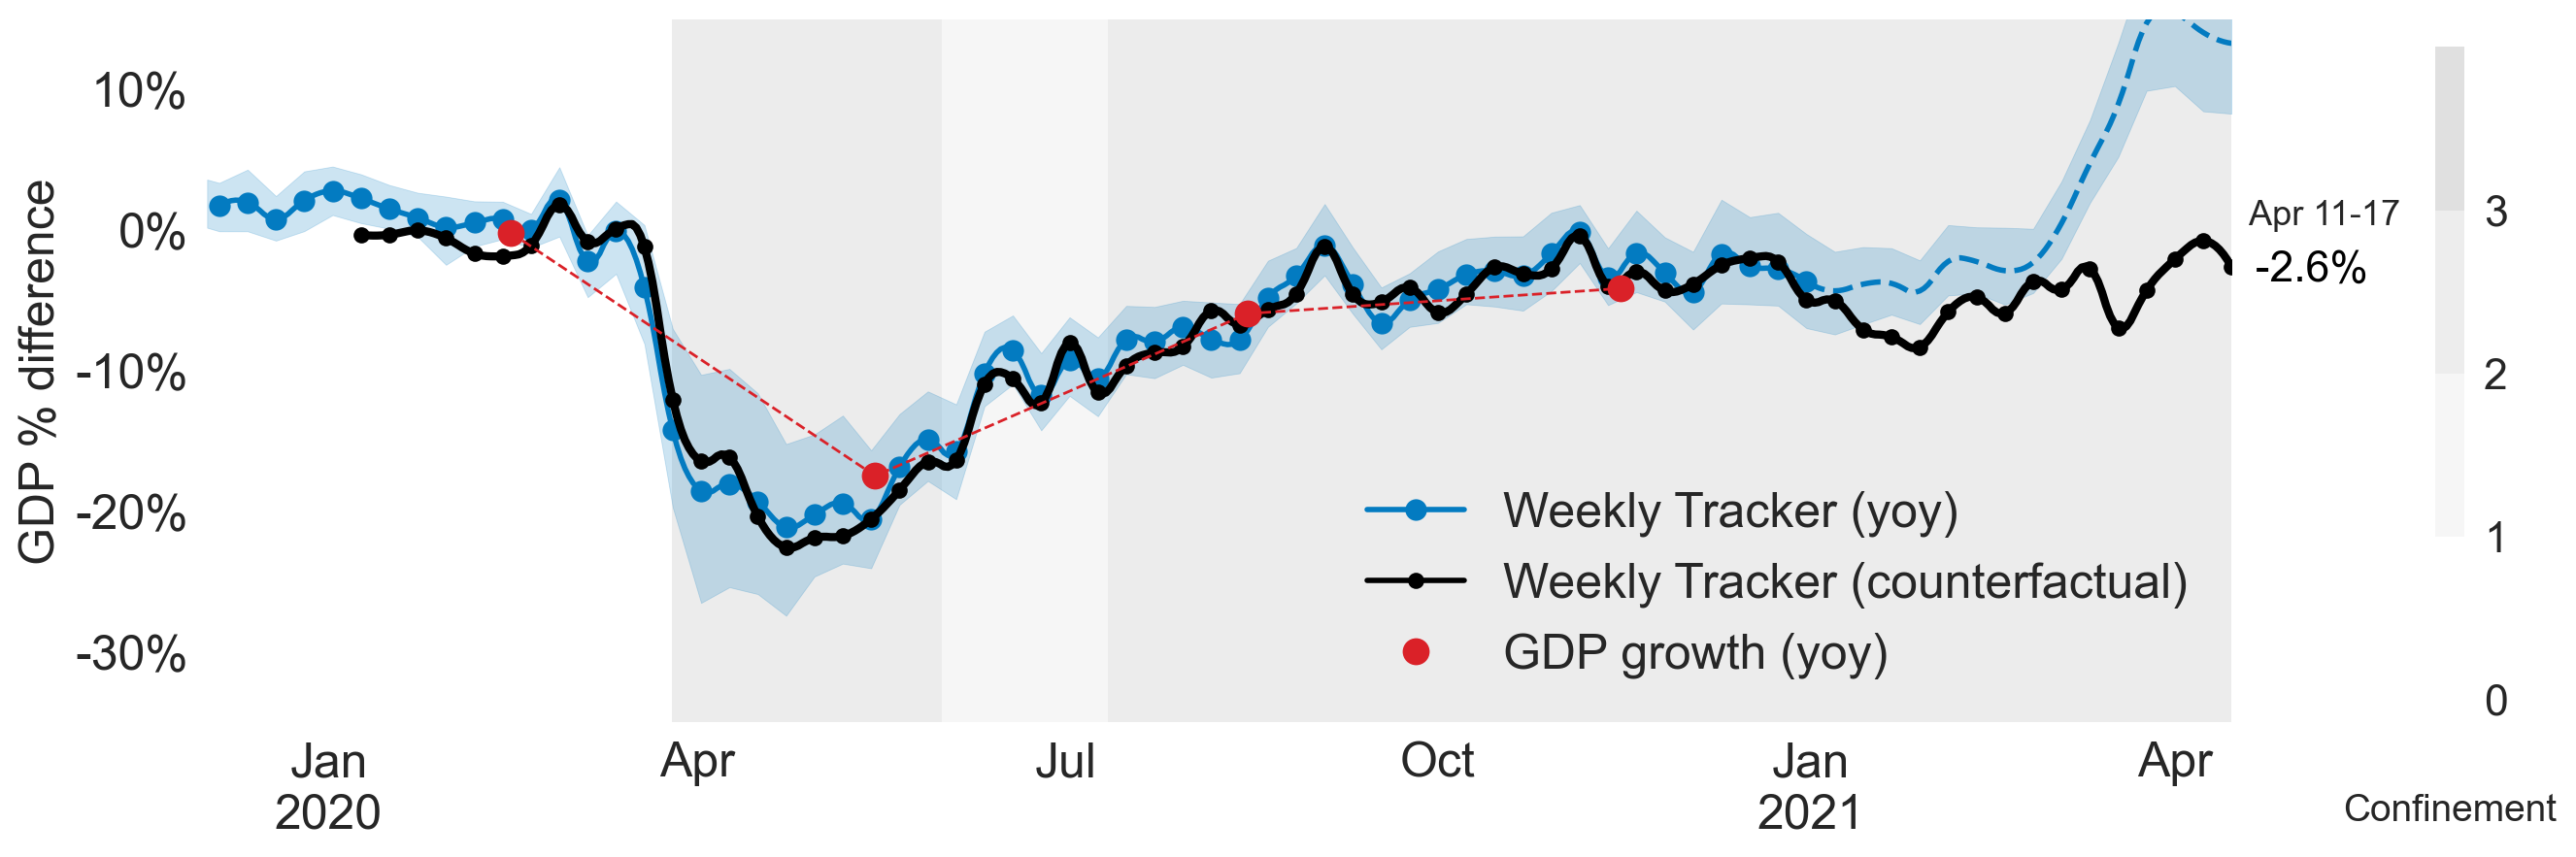 GDP % difference
10%
0%
-10%
-20%
-30%
Jan
2020
Apr
Jul
Oct
Jan
2021
Apr
Weekly Tracker (yoy)
Weekly Tracker (counterfactual)
GDP growth (yoy)
Apr 11-17
-2.6%
3
2
1
0
Confinement